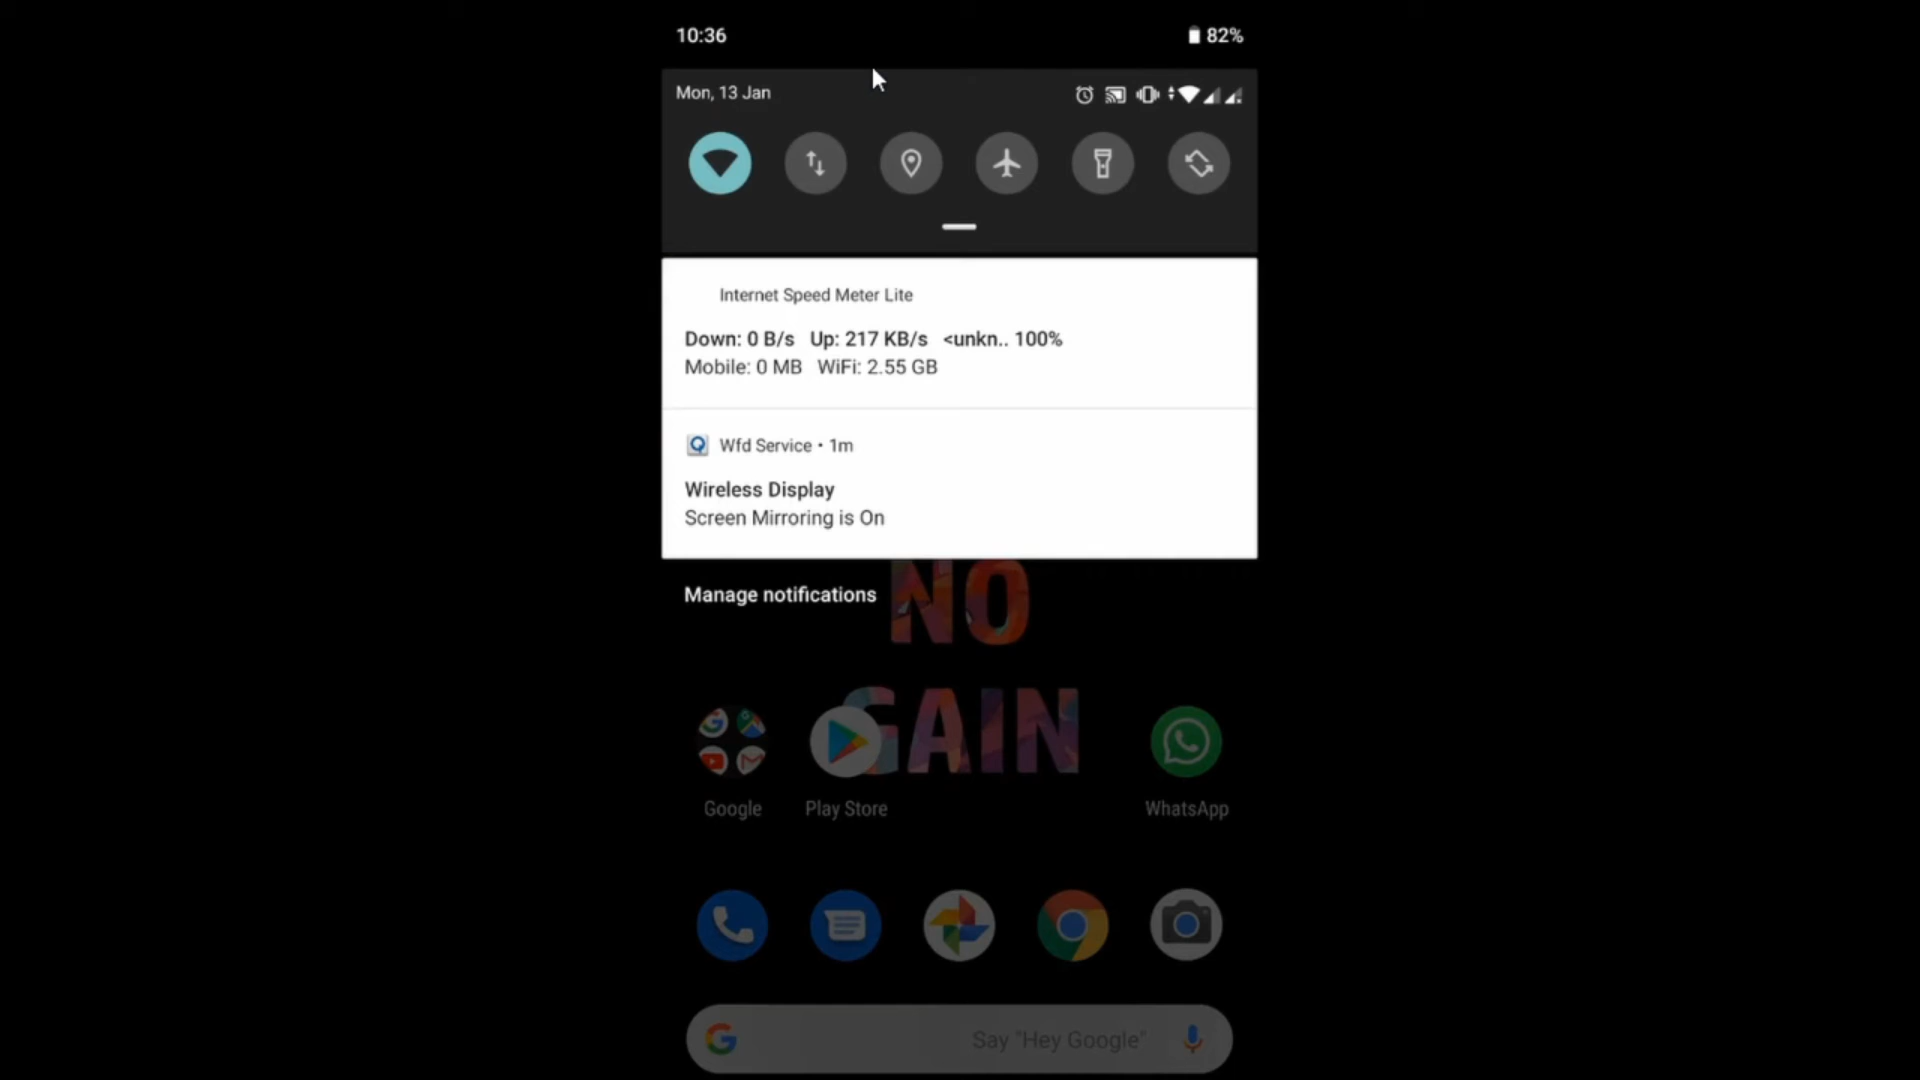 10:36
82%
Mon, 13 Jan
Internet Speed Meter Lite
Down: 0 B/s Up: 217 KB/s <unkn.. 100%
Mobile: 0 MB WiFi: 2.55 GB
Wfd Service • 1m
Wireless Display
Screen Mirroring is On
Manage notifications
NO
GAIN
Google
Play Store
WhatsApp
Say "Hey Google"